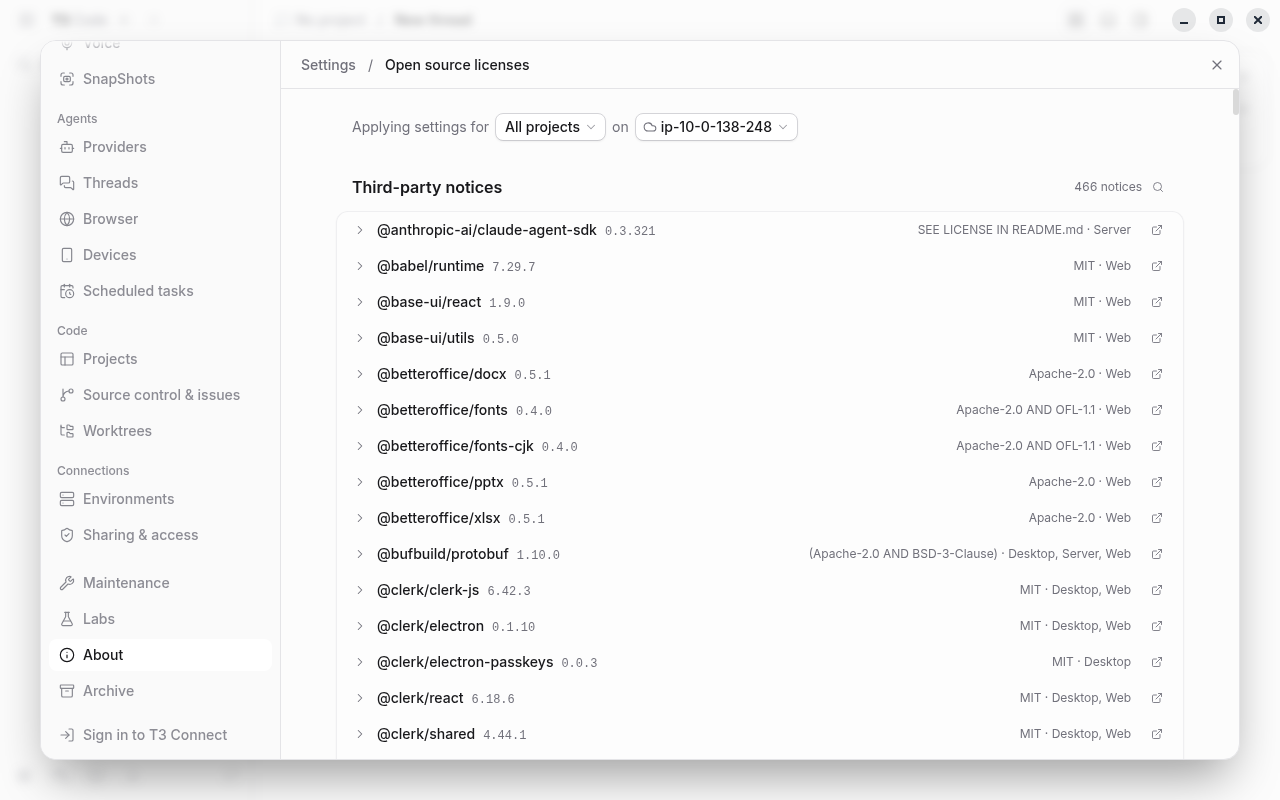 Voice
SnapShots
Agents
Providers
Threads
Browser
Devices
Scheduled tasks
Code
Projects
Source control & issues
Worktrees
Connections
Environments
Sharing & access
Maintenance
Labs
About
Archive
Sign in to T3 Connect
Settings / Open source licenses
Applying settings for All projects on ip-10-0-138-248
Third-party notices 466 notices
@anthropic-ai/claude-agent-sdk 0.3.321 SEE LICENSE IN README.md · Server
@babel/runtime 7.29.7 MIT · Web
@base-ui/react 1.9.0 MIT · Web
@base-ui/utils 0.5.0 MIT · Web
@betteroffice/docx 0.5.1 Apache-2.0 · Web
@betteroffice/fonts 0.4.0 Apache-2.0 AND OFL-1.1 · Web
@betteroffice/fonts-cjk 0.4.0 Apache-2.0 AND OFL-1.1 · Web
@betteroffice/pptx 0.5.1 Apache-2.0 · Web
@betteroffice/xlsx 0.5.1 Apache-2.0 · Web
@bufbuild/protobuf 1.10.0 (Apache-2.0 AND BSD-3-Clause) · Desktop, Server, Web
@clerk/clerk-js 6.42.3 MIT · Desktop, Web
@clerk/electron 0.1.10 MIT · Desktop, Web
@clerk/electron-passkeys 0.0.3 MIT · Desktop
@clerk/react 6.18.6 MIT · Desktop, Web
@clerk/shared 4.44.1 MIT · Desktop, Web